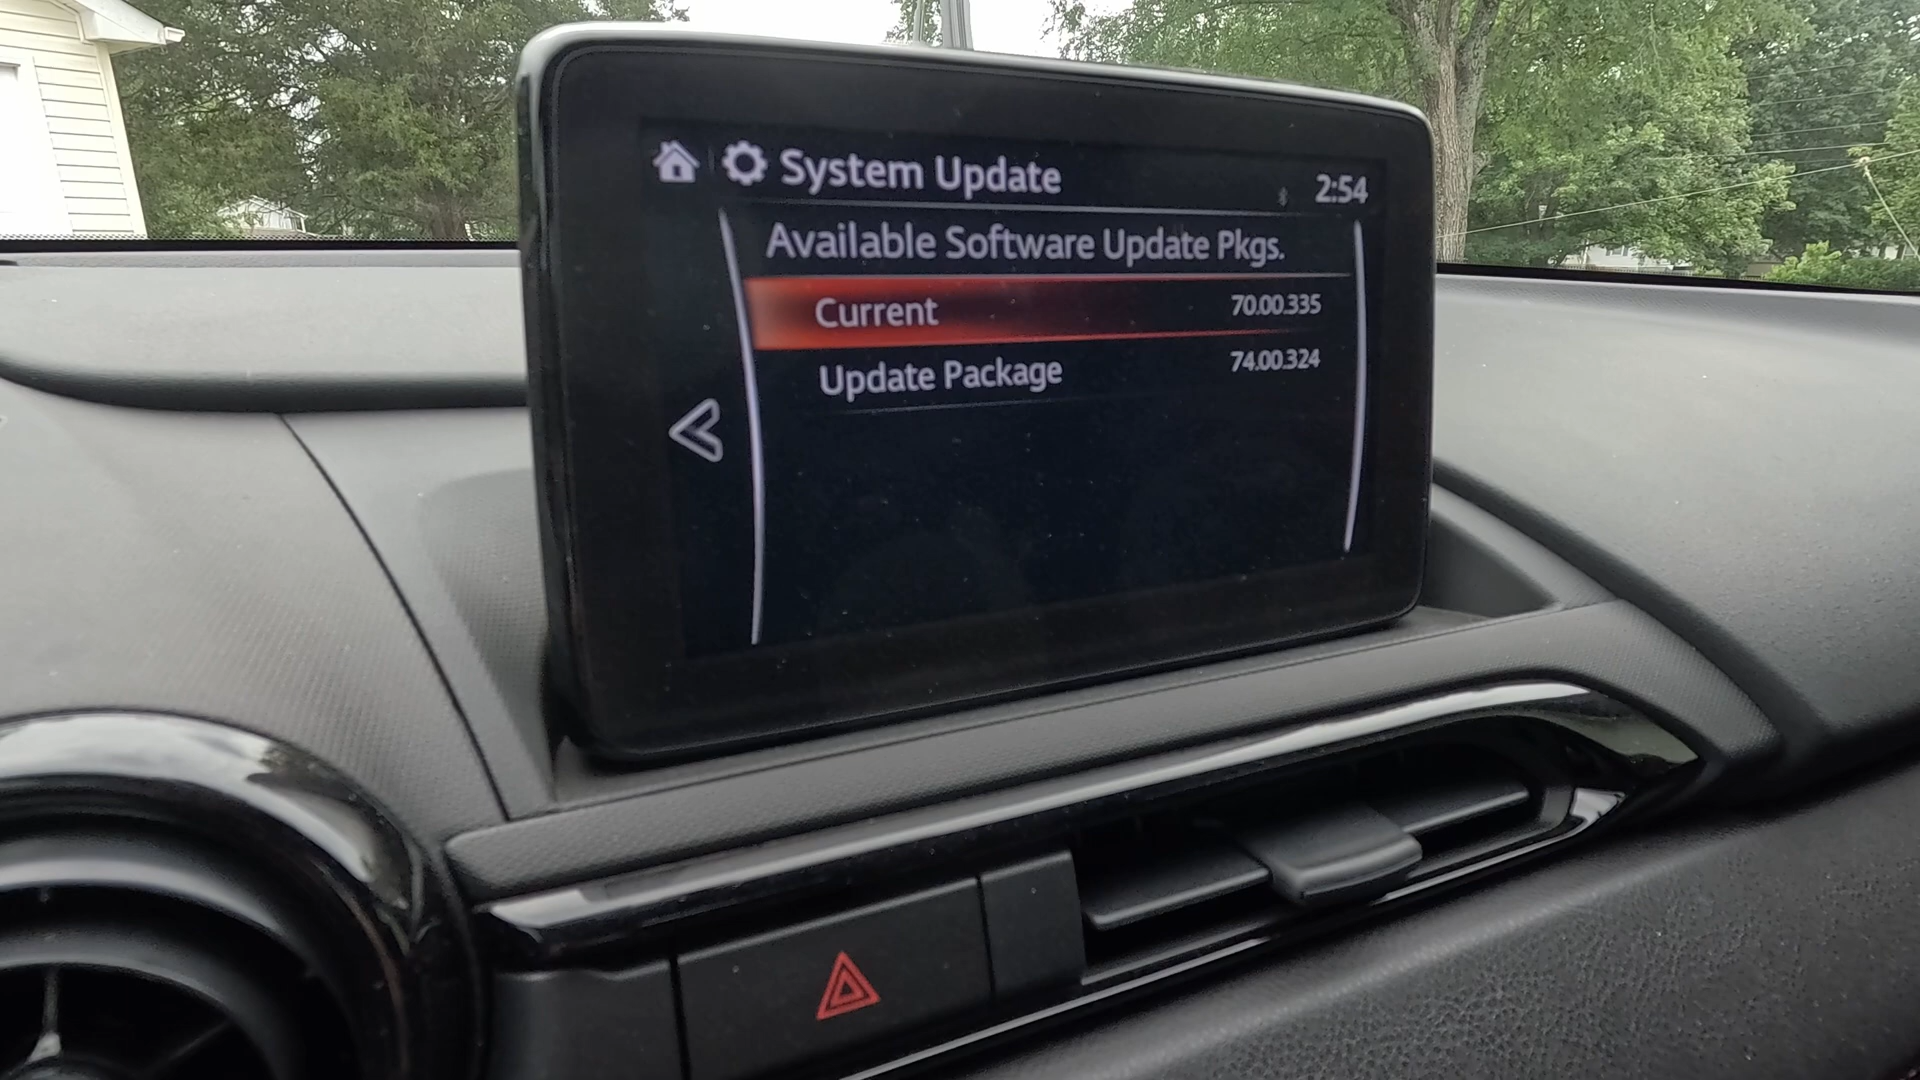 System Update
2:54
Available Software Update Pkgs.
Current 70.00.335
Update Package 74.00.324